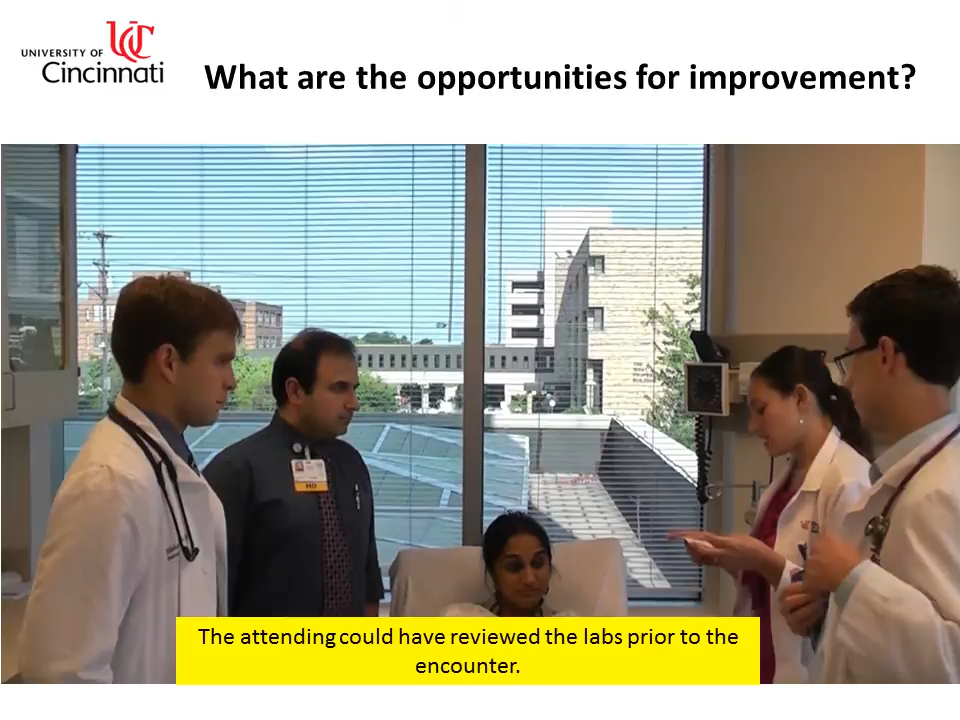 UNIVERSITY OF
UC
Cincinnati
What are the opportunities for improvement?
MD
The attending could have reviewed the labs prior to the
encounter.